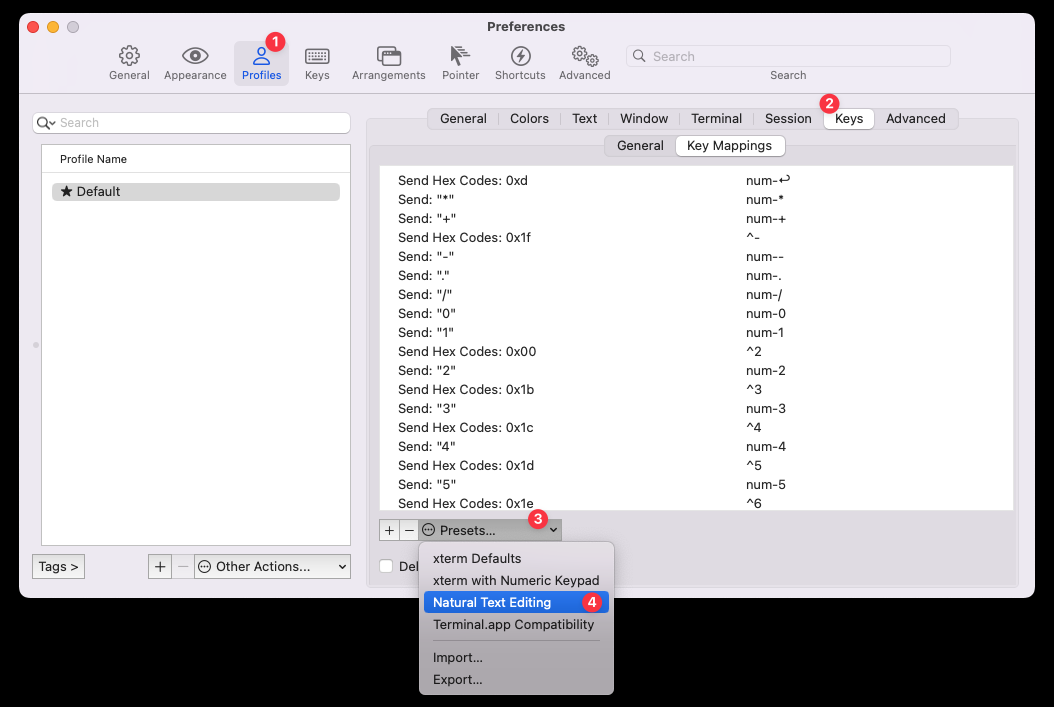 Preferences
1
General Appearance Profiles Keys Arrangements Pointer Shortcuts Advanced Search
Search
Search
Profile Name
★ Default
Tags >
+ − Other Actions...
2
General Colors Text Window Terminal Session Keys Advanced
General Key Mappings
Send Hex Codes: 0xd num-↩
Send: "*" num-*
Send: "+" num-+
Send Hex Codes: 0x1f ^-
Send: "-" num--
Send: "." num-.
Send: "/" num-/
Send: "0" num-0
Send: "1" num-1
Send Hex Codes: 0x00 ^2
Send: "2" num-2
Send Hex Codes: 0x1b ^3
Send: "3" num-3
Send Hex Codes: 0x1c ^4
Send: "4" num-4
Send Hex Codes: 0x1d ^5
Send: "5" num-5
Send Hex Codes: 0x1e ^6
+ − Presets... 3
Del
xterm Defaults
xterm with Numeric Keypad
Natural Text Editing 4
Terminal.app Compatibility
Import...
Export...